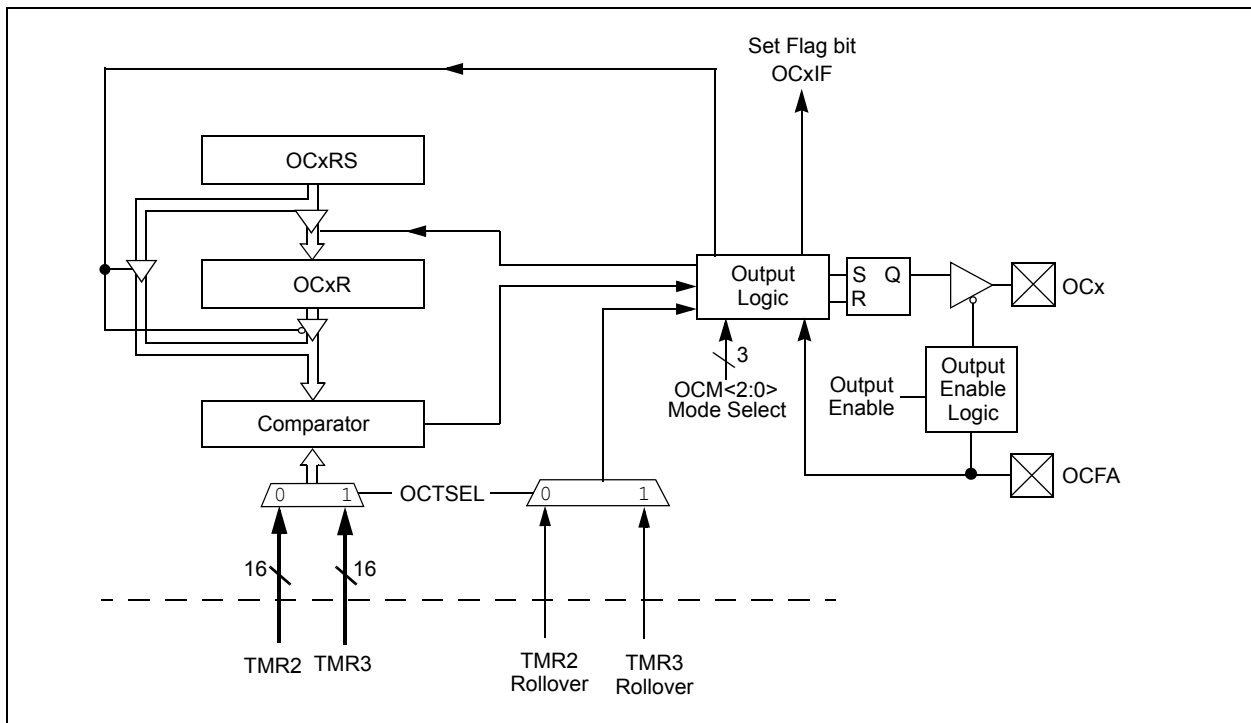 Set Flag bit
OCxIF
OCxRS
OCxR
Comparator
Output
Logic
S Q
R
OCx
3
OCM<2:0>
Mode Select
Output
Enable
Output
Enable
Logic
OCFA
0 1
OCTSEL
0 1
16
16
TMR2
TMR3
TMR2
Rollover
TMR3
Rollover